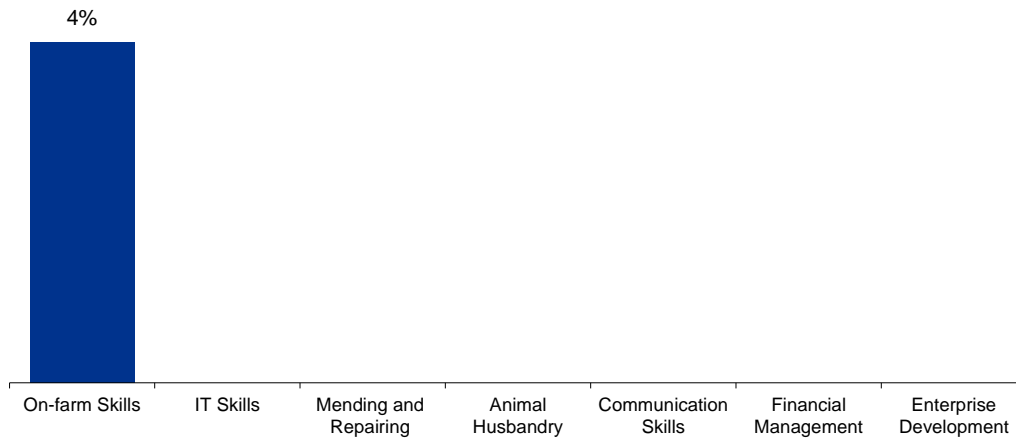 4%
On-farm Skills
IT Skills
Mending and
Repairing
Animal
Husbandry
Communication
Skills
Financial
Management
Enterprise
Development